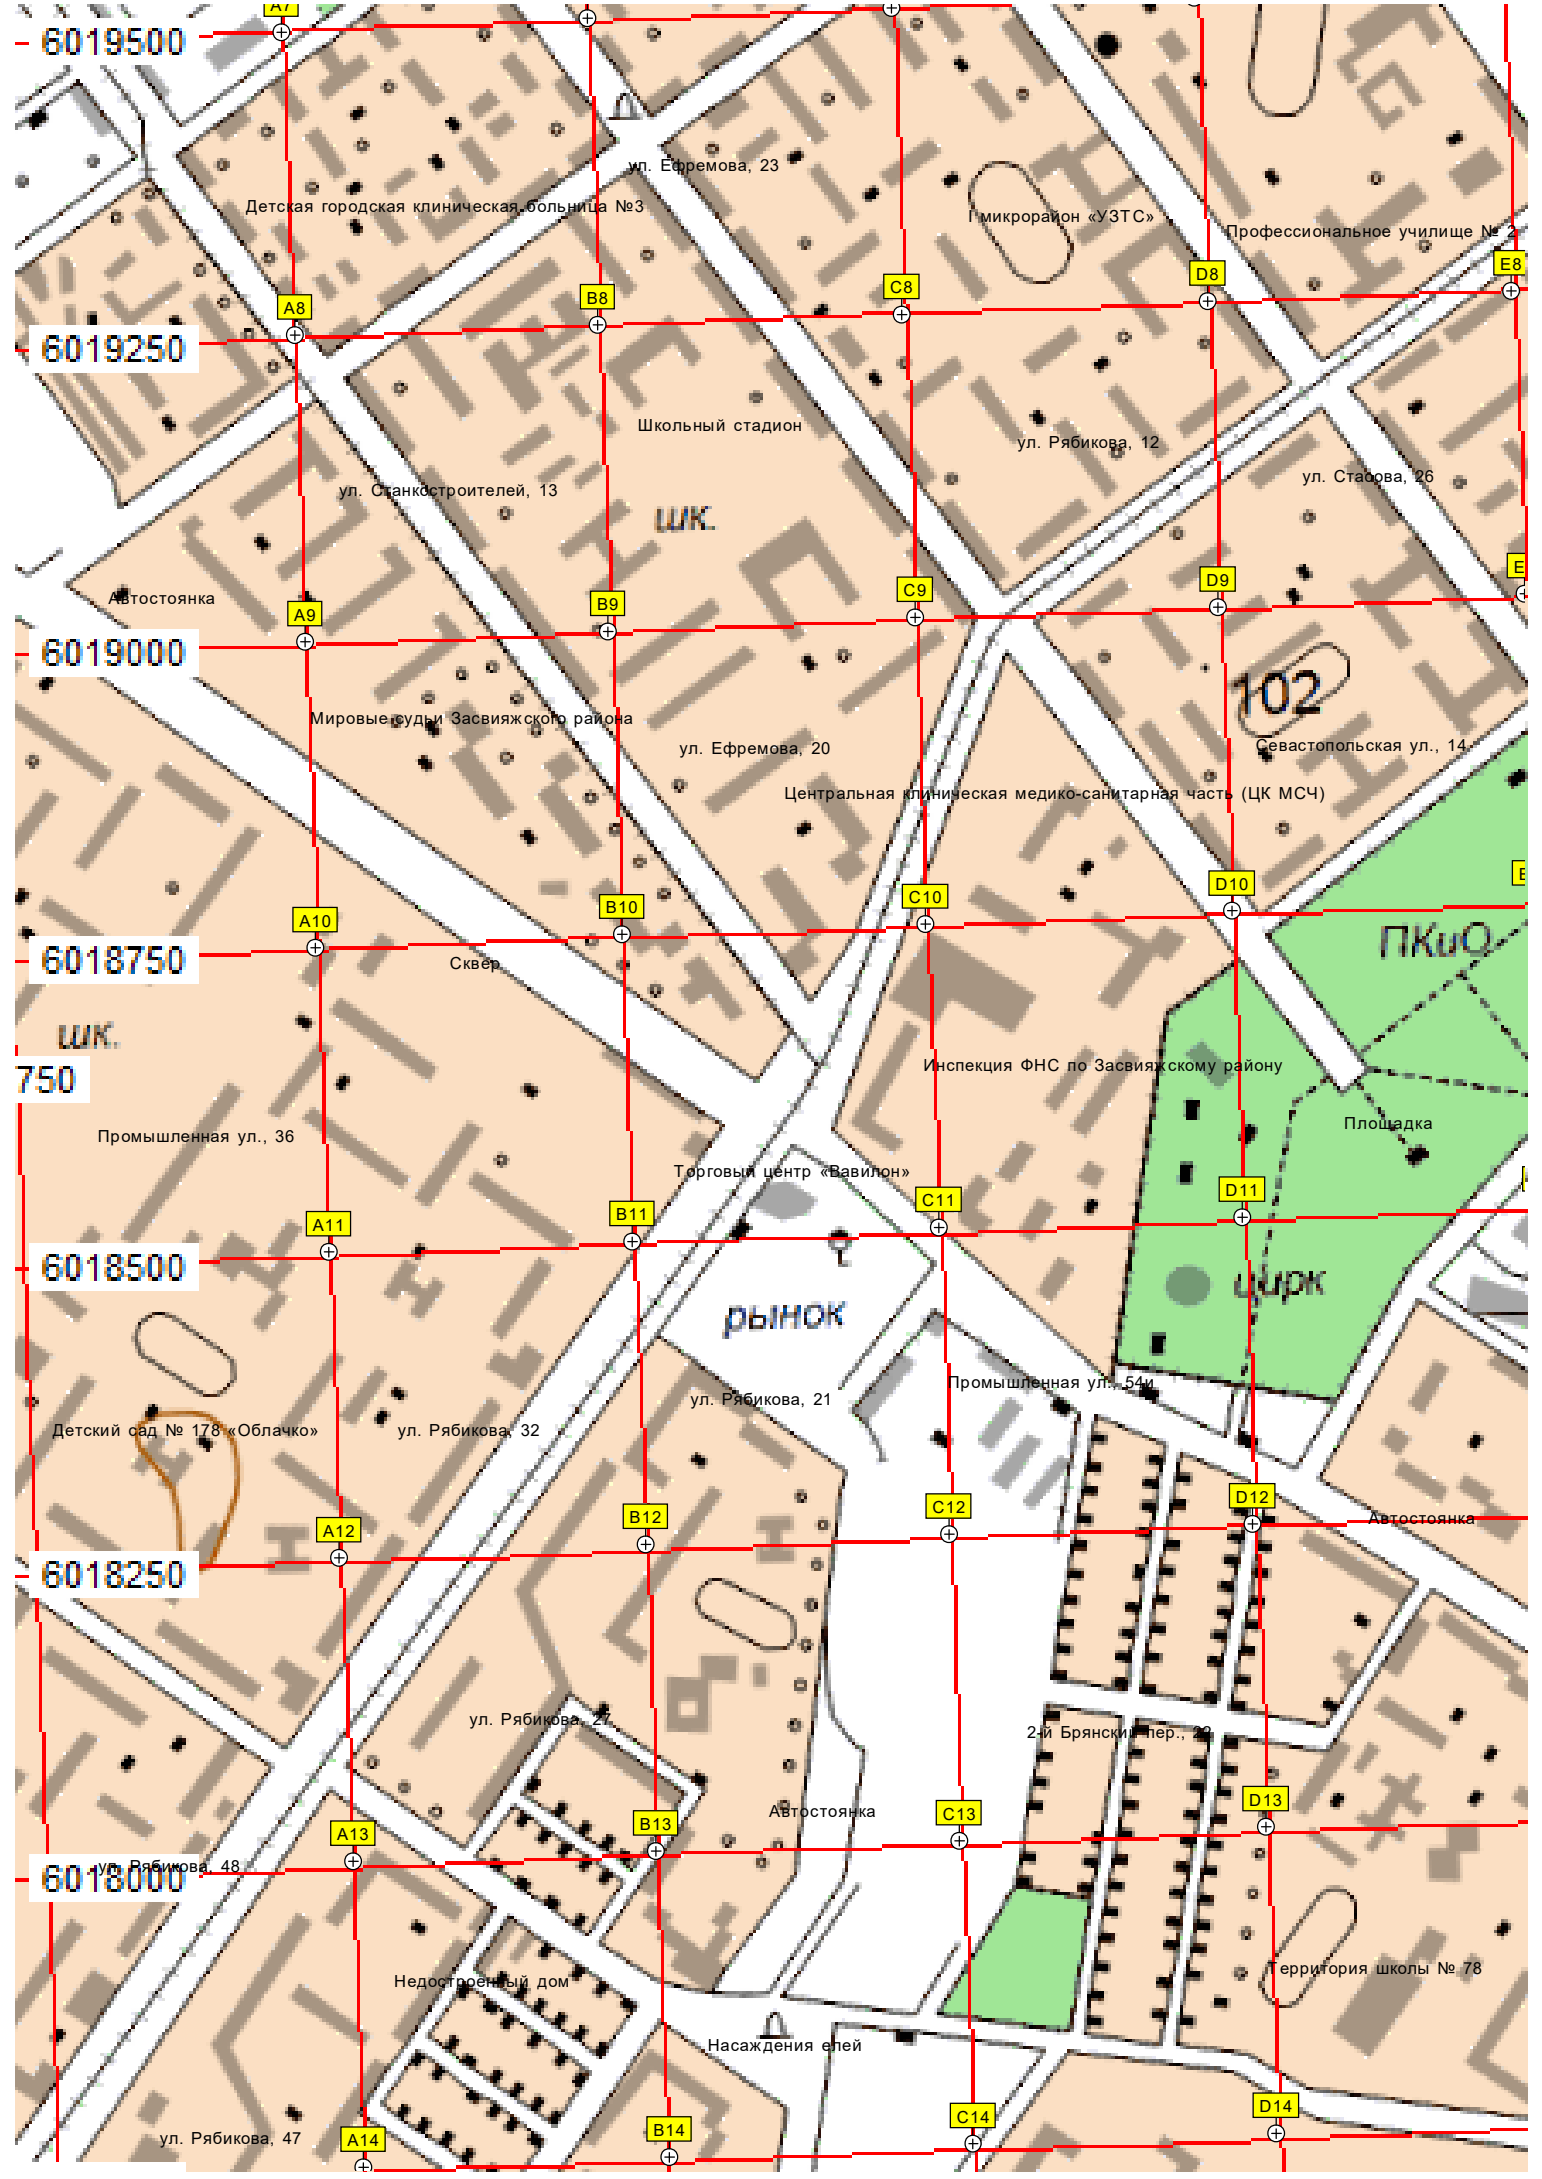 A7
6019500
ул. Ефремова, 23
Детская городская клиническая больница №3
I микрорайон «УЗТС»
Профессиональное училище № 2
E8
D8
C8
B8
A8
6019250
Школьный стадион
ул. Рябикова, 12
ул. Стасова, 26
ул. Станкостроителей, 13
шк.
E
D9
C9
B9
A9
Автостоянка
6019000
102
Мировые судьи Засвияжского района
ул. Ефремова, 20
Севастопольская ул., 14
Центральная клиническая медико-санитарная часть (ЦК МСЧ)
E
D10
C10
B10
A10
ПКиО
6018750
Сквер
шк.
Инспекция ФНС по Засвияжскому району
750
Площадка
Промышленная ул., 36
Торговый центр «Вавилон»
D11
C11
B11
A11
6018500
цирк
рынок
Промышленная ул., 54и
ул. Рябикова, 21
Детский сад № 178 «Облачко»
ул. Рябикова, 32
D12
C12
B12
A12
Автостоянка
6018250
ул. Рябикова, 27
2-й Брянский пер., 22
D13
Автостоянка
C13
B13
A13
ул. Рябикова, 48
6018000
Территория школы № 78
Недостроенный дом
Насаждения елей
D14
C14
B14
ул. Рябикова, 47
A14